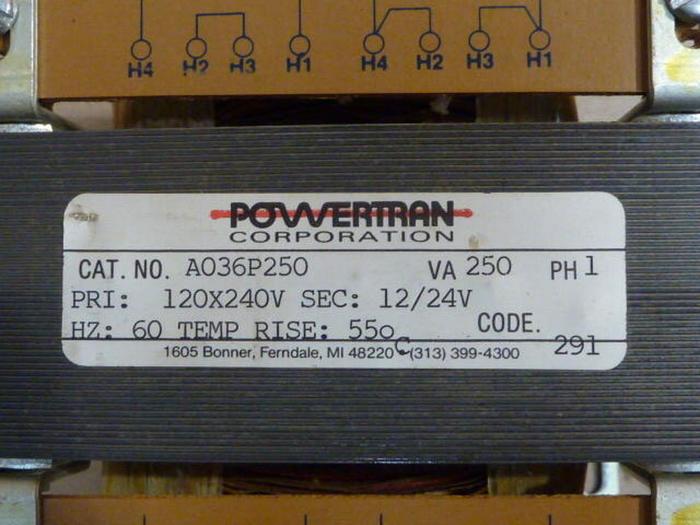 H4 H2 H3 H1 H4 H2 H3 H1
POWERTRAN
CORPORATION
CAT. NO. A036P250 VA 250 PH 1
PRI: 120X240V SEC: 12/24V
HZ: 60 TEMP RISE: 55oC CODE. 291
1605 Bonner, Ferndale, MI 48220 (313) 399-4300